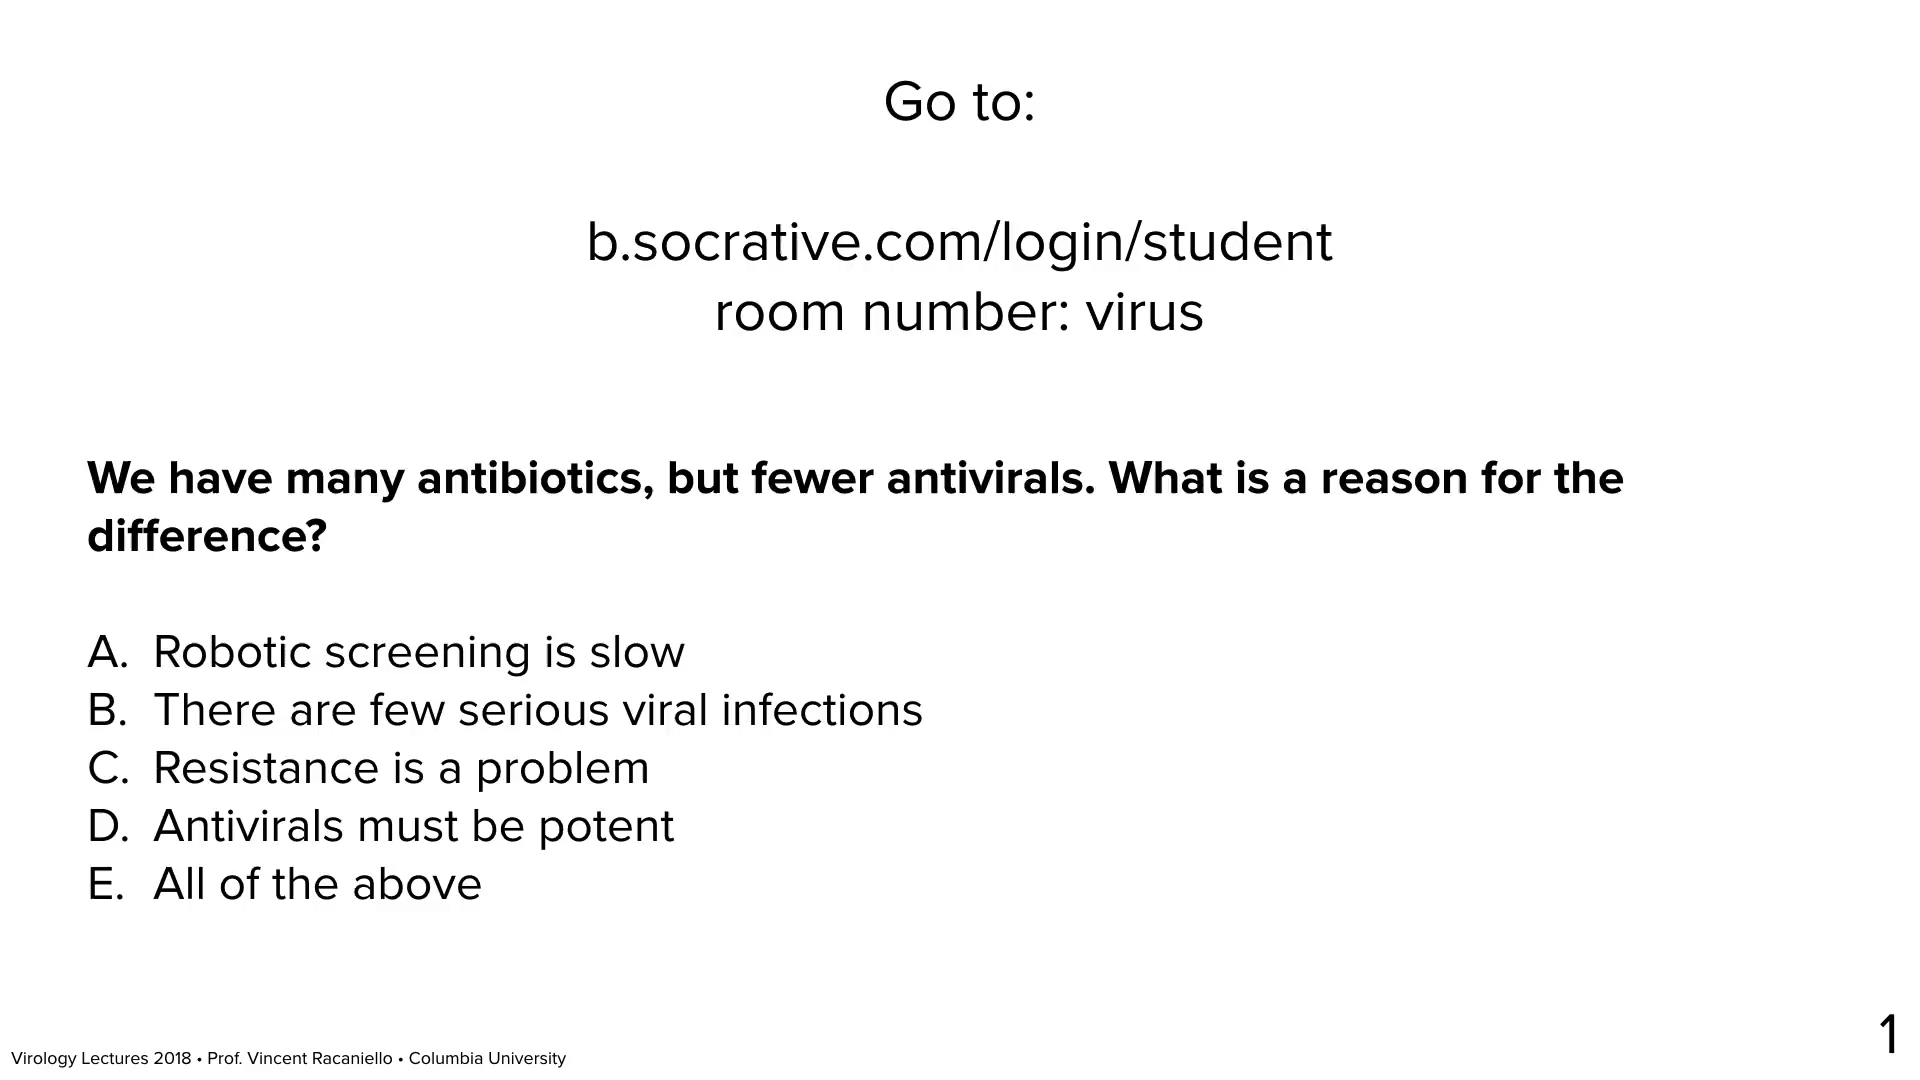 Go to:
b.socrative.com/login/student
room number: virus
We have many antibiotics, but fewer antivirals. What is a reason for the
difference?
A. Robotic screening is slow
B. There are few serious viral infections
C. Resistance is a problem
D. Antivirals must be potent
E. All of the above
1
Virology Lectures 2018 • Prof. Vincent Racaniello • Columbia University